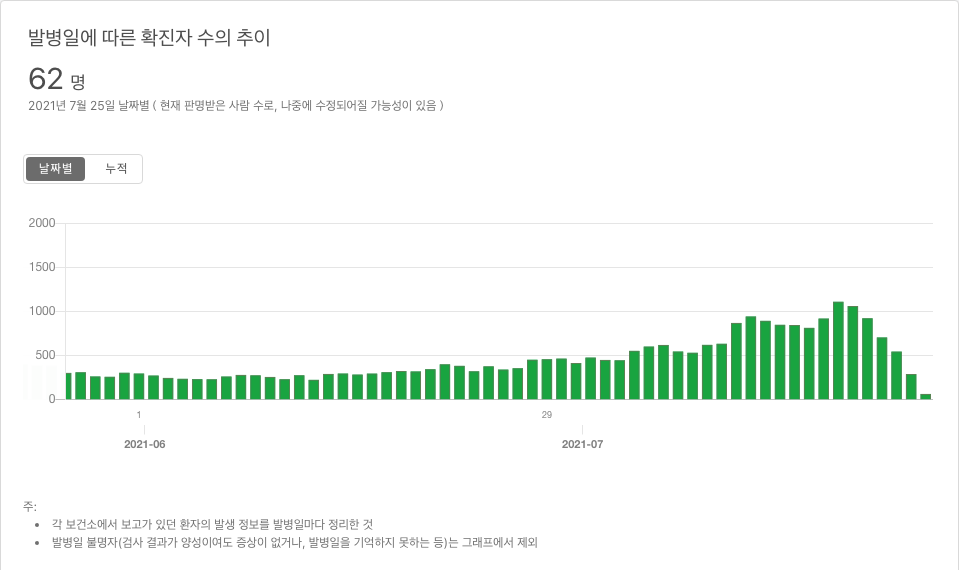 발병일에 따른 확진자 수의 추이
62 명
2021년 7월 25일 날짜별 ( 현재 판명받은 사람 수로, 나중에 수정되어질 가능성이 있음 )
날짜별 누적
2000
1500
1000
500
0
1 29
2021-06 2021-07
주:
• 각 보건소에서 보고가 있던 환자의 발생 정보를 발병일마다 정리한 것
• 발병일 불명자(검사 결과가 양성이여도 증상이 없거나, 발병일을 기억하지 못하는 등)는 그래프에서 제외